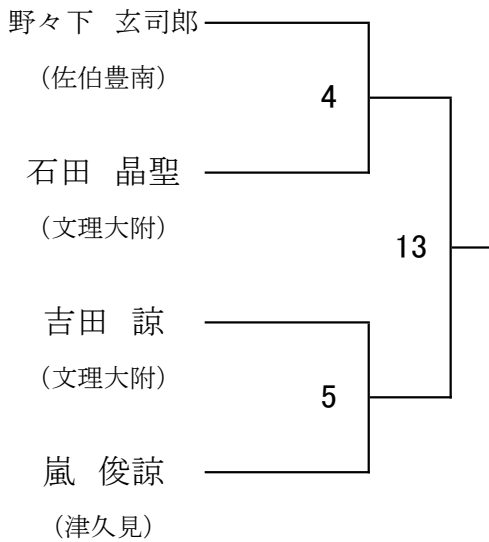 野々下 玄司郎
（佐伯豊南）
4
石田 晶聖
（文理大附）
13
吉田 諒
（文理大附）
5
嵐 俊諒
（津久見）